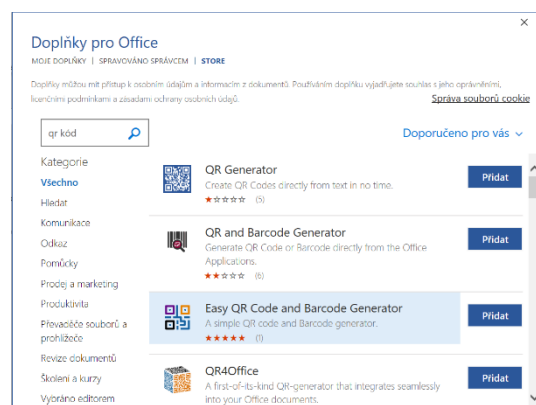 Doplňky pro Office
MOJE DOPLŇKY | SPRAVOVÁNO SPRÁVCEM | STORE
Doplňky můžou mít přístup k osobním údajům a informacím z dokumentů. Používáním doplňku vyjadřujete souhlas s jeho oprávněními,
licenčními podmínkami a zásadami ochrany osobních údajů.
Správa souborů cookie
qr kód
Doporučeno pro vás
Kategorie
Všechno
Hledat
Komunikace
Odkaz
Pomůcky
Prodej a marketing
Produktivita
Převaděče souborů a
prohlížeče
Revize dokumentů
Školení a kurzy
Vybráno editorem
QR Generator
Create QR Codes directly from text in no time.
(5)
Přidat
QR and Barcode Generator
Generate QR Code or Barcode directly from the Office
Applications.
(6)
Přidat
Easy QR Code and Barcode Generator
A simple QR code and Barcode generator.
(1)
Přidat
QR4Office
A first-of-its-kind QR-generator that integrates seamlessly
into your Office documents.
Přidat